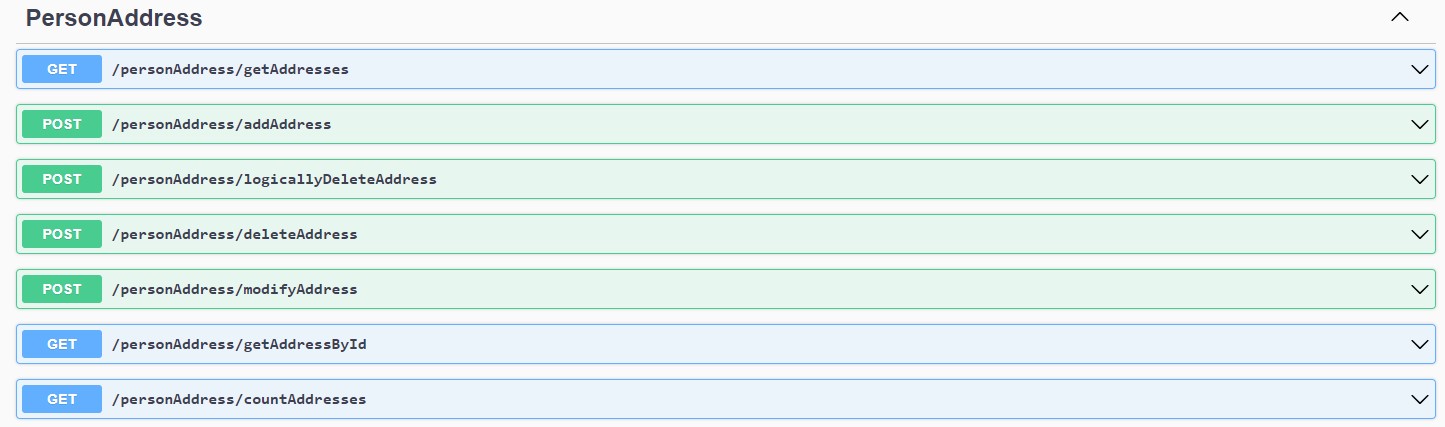 PersonAddress
GET /personAddress/getAddresses
POST /personAddress/addAddress
POST /personAddress/logicallyDeleteAddress
POST /personAddress/deleteAddress
POST /personAddress/modifyAddress
GET /personAddress/getAddressById
GET /personAddress/countAddresses